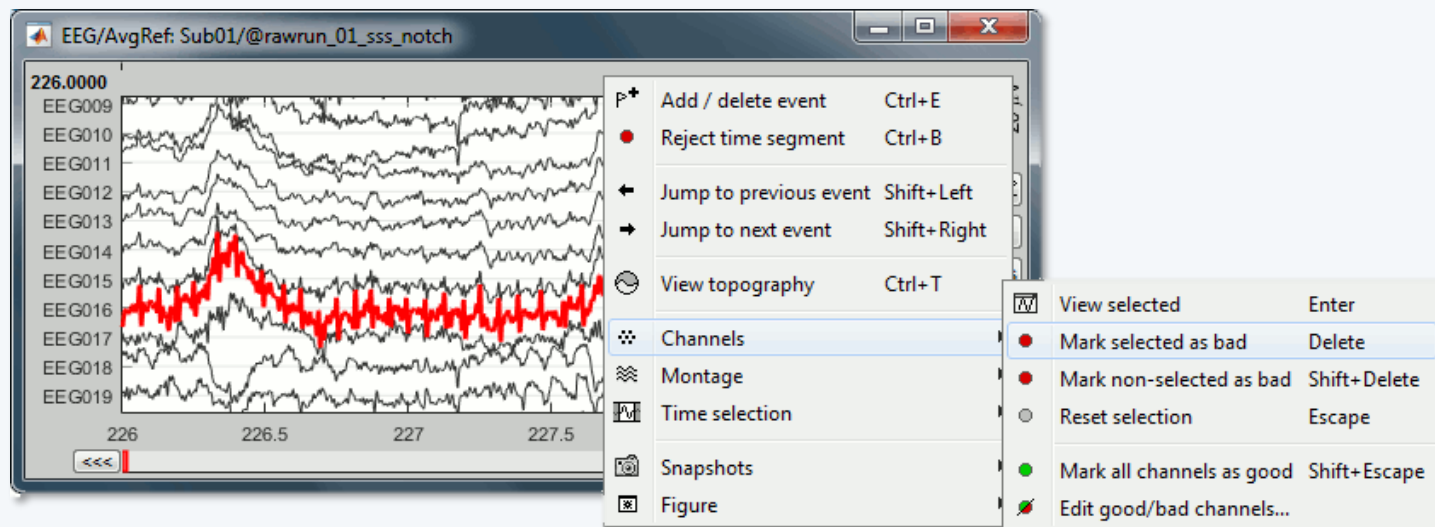 EEG/AvgRef: Sub01/@rawrun_01_sss_notch
226.0000
EEG009
EEG010
EEG011
EEG012
EEG013
EEG014
EEG015
EEG016
EEG017
EEG018
EEG019
226 226.5 227 227.5
<<<
Add / delete event Ctrl+E
Reject time segment Ctrl+B
Jump to previous event Shift+Left
Jump to next event Shift+Right
View topography Ctrl+T
Channels
Montage
Time selection
Snapshots
Figure
View selected Enter
Mark selected as bad Delete
Mark non-selected as bad Shift+Delete
Reset selection Escape
Mark all channels as good Shift+Escape
Edit good/bad channels...